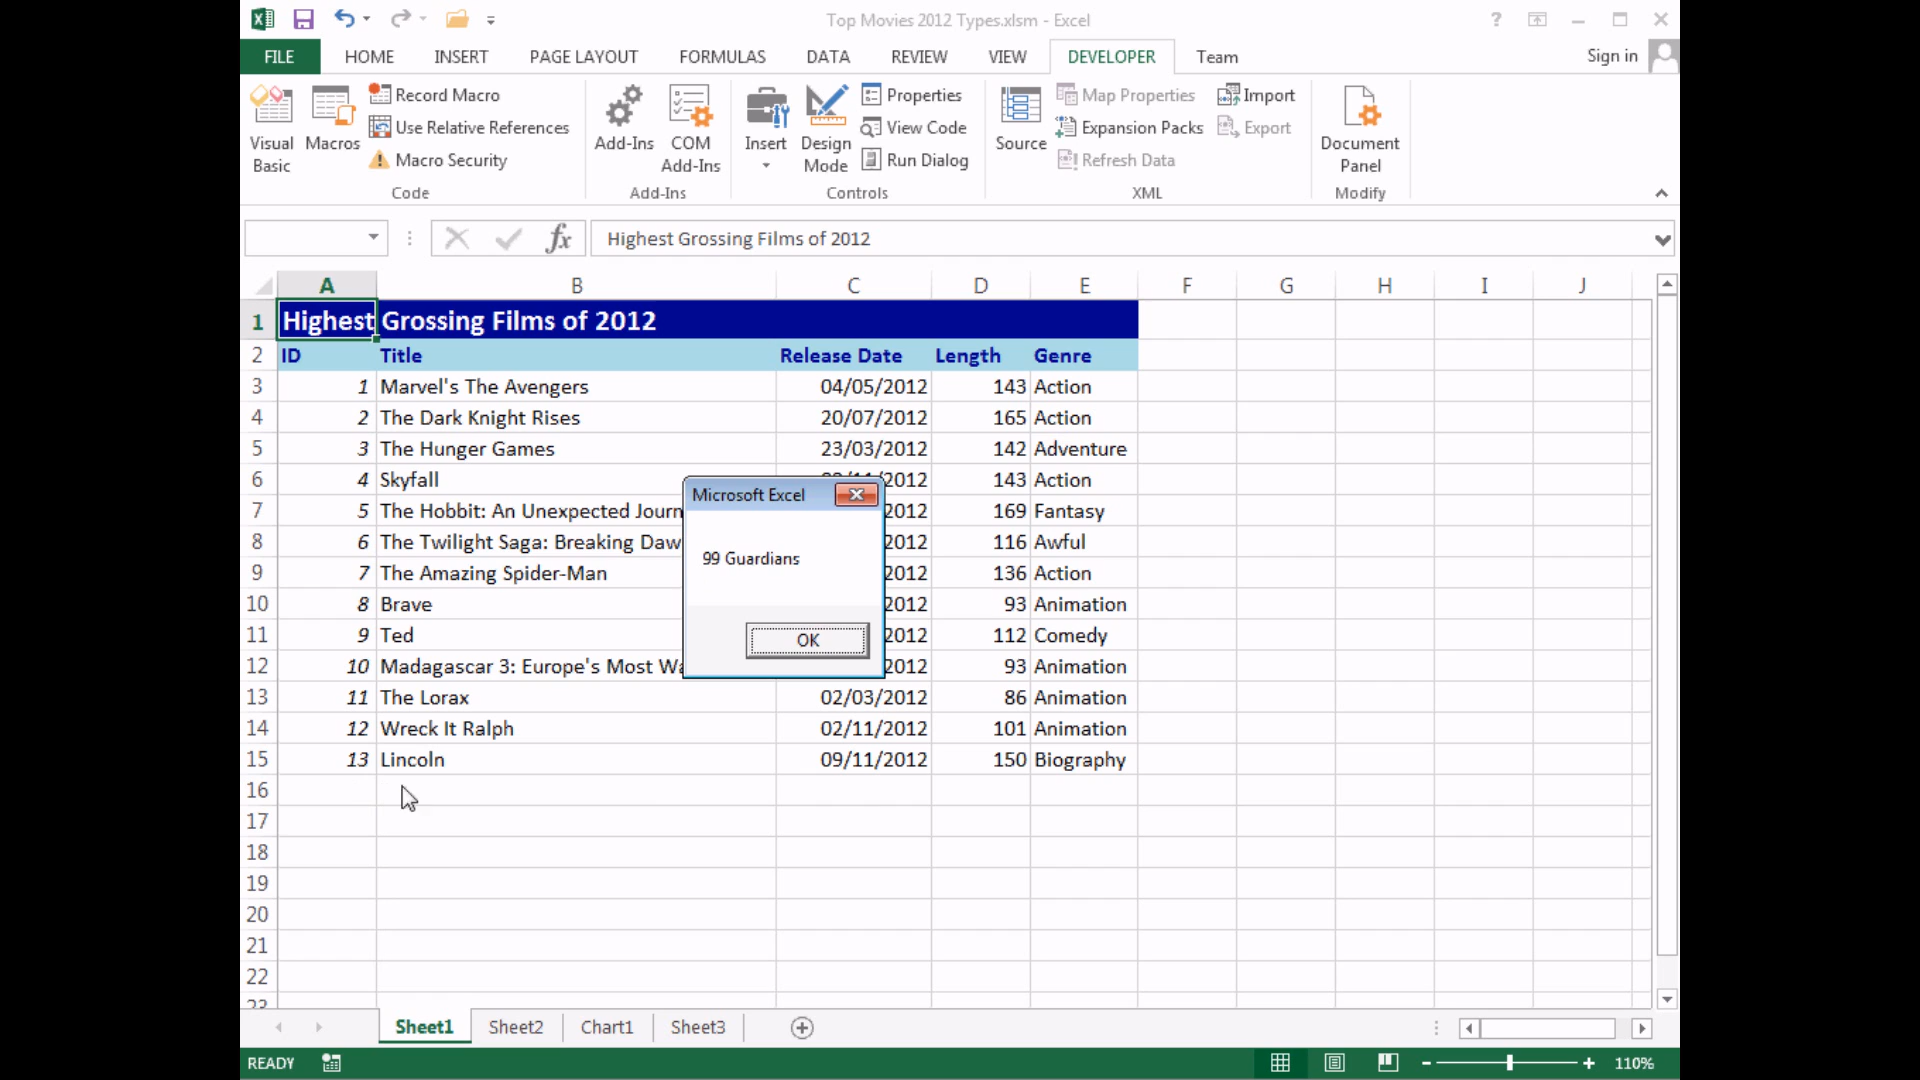 Top Movies 2012 Types.xlsm - Excel
?
FILE HOME INSERT PAGE LAYOUT FORMULAS DATA REVIEW VIEW DEVELOPER Team Sign in
Visual Basic
Macros
Record Macro
Use Relative References
Macro Security
Code
Add-Ins
COM Add-Ins
Add-Ins
Insert
Design Mode
Properties
View Code
Run Dialog
Controls
Source
Map Properties
Expansion Packs
Refresh Data
Import
Export
XML
Document Panel
Modify
fx Highest Grossing Films of 2012
A B C D E F G H I J
1 Highest Grossing Films of 2012
2 ID Title Release Date Length Genre
3 1 Marvel's The Avengers 04/05/2012 143 Action
4 2 The Dark Knight Rises 20/07/2012 165 Action
5 3 The Hunger Games 23/03/2012 142 Adventure
6 4 Skyfall 2012 143 Action
7 5 The Hobbit: An Unexpected Journ 2012 169 Fantasy
8 6 The Twilight Saga: Breaking Daw 2012 116 Awful
9 7 The Amazing Spider-Man 2012 136 Action
10 8 Brave 2012 93 Animation
11 9 Ted 2012 112 Comedy
12 10 Madagascar 3: Europe's Most Wa 2012 93 Animation
13 11 The Lorax 02/03/2012 86 Animation
14 12 Wreck It Ralph 02/11/2012 101 Animation
15 13 Lincoln 09/11/2012 150 Biography
16
17
18
19
20
21
22
23
Microsoft Excel
99 Guardians
OK
Sheet1 Sheet2 Chart1 Sheet3
READY 110%